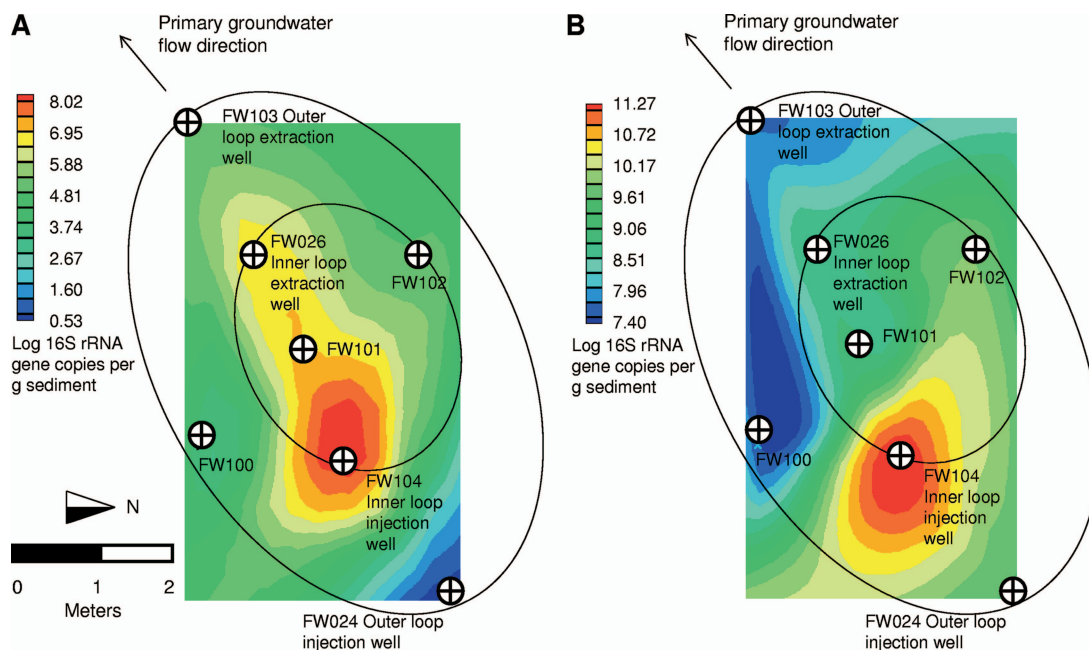 A
Primary groundwater
flow direction
8.02
6.95
5.88
4.81
3.74
2.67
1.60
0.53
Log 16S rRNA
gene copies per
g sediment
FW103 Outer
loop extraction
well
FW026
Inner loop
extraction
well
FW102
FW101
FW100
FW104
Inner loop
injection
well
N
0
1
2
Meters
FW024 Outer loop
injection well
B
Primary groundwater
flow direction
11.27
10.72
10.17
9.61
9.06
8.51
7.96
7.40
Log 16S rRNA
gene copies per
g sediment
FW103 Outer
loop extraction
well
FW026
Inner loop
extraction
well
FW102
FW101
FW100
FW104
Inner loop
injection
well
FW024 Outer loop
injection well